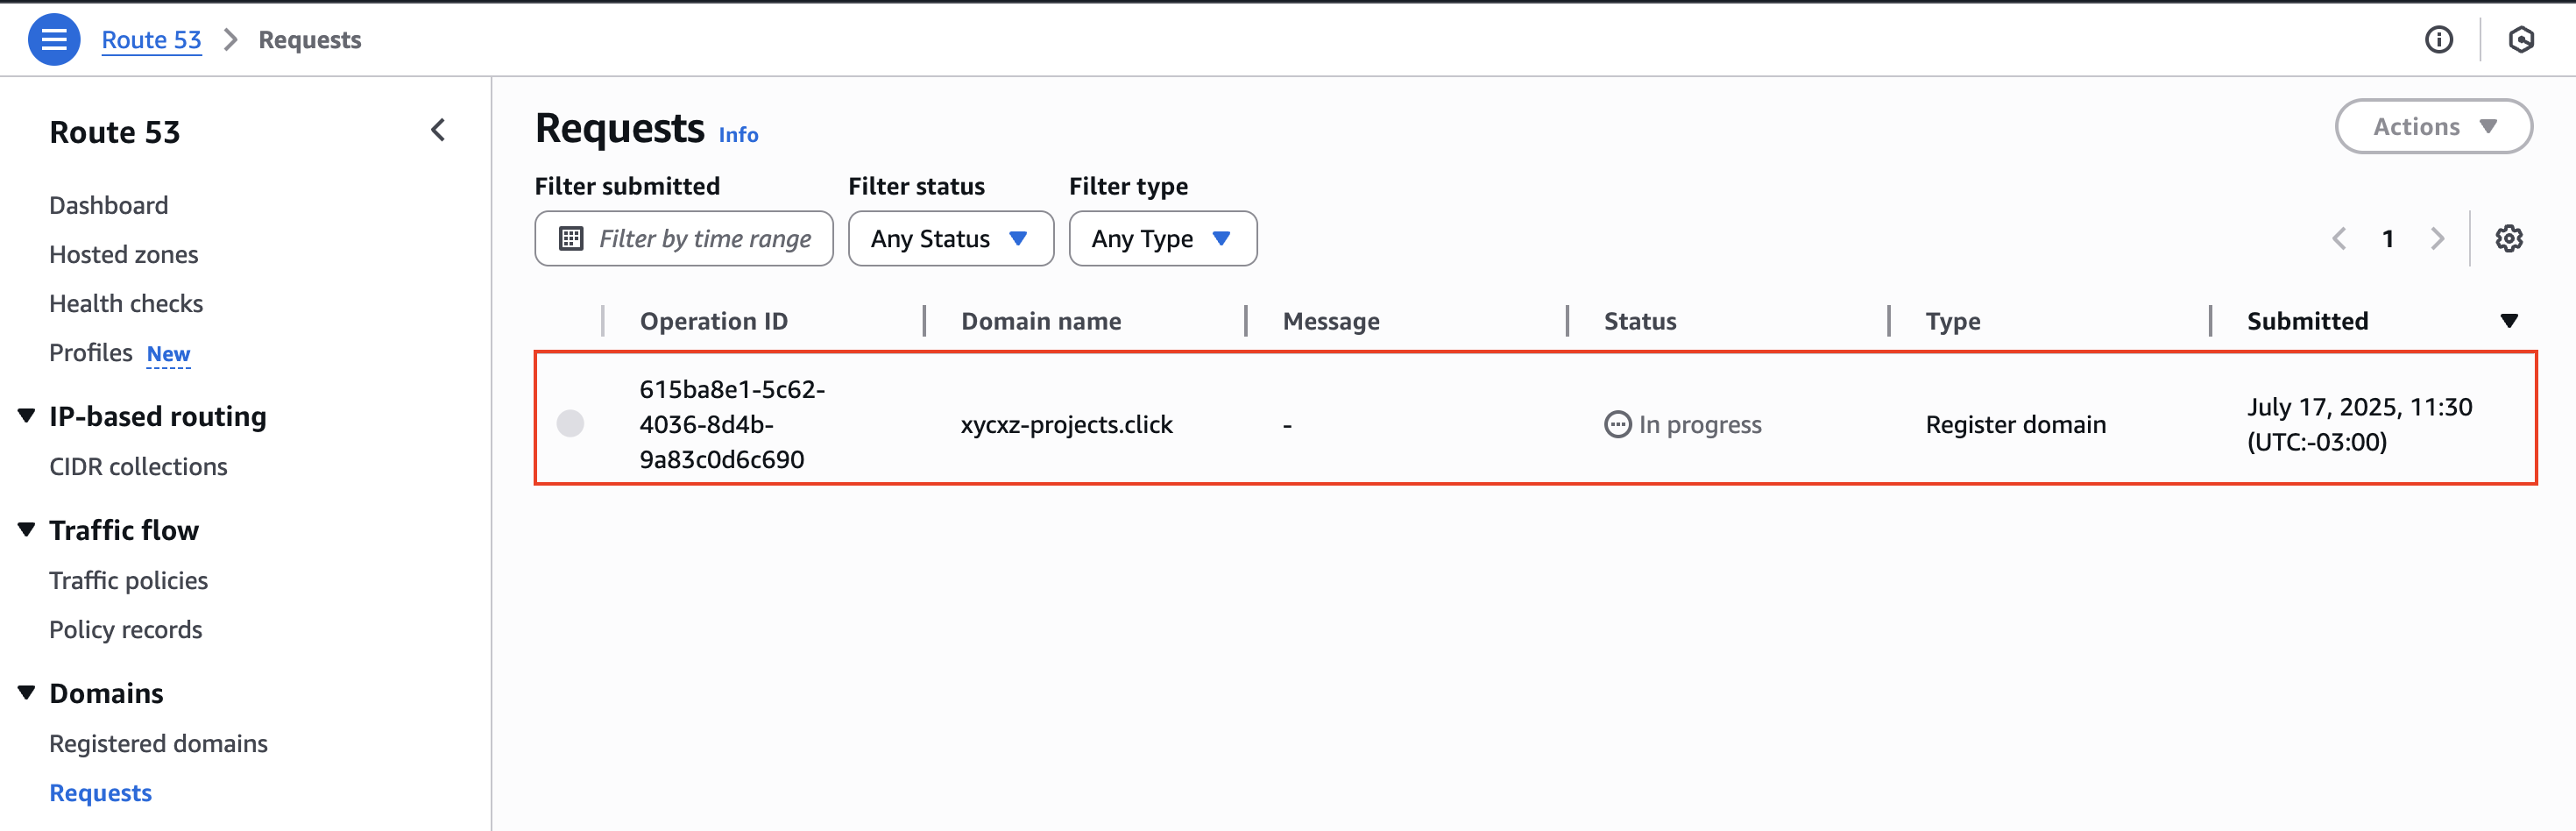 Route 53 > Requests
Route 53
Dashboard
Hosted zones
Health checks
Profiles New
IP-based routing
CIDR collections
Traffic flow
Traffic policies
Policy records
Domains
Registered domains
Requests
Requests Info
Actions
Filter submitted Filter status Filter type
Filter by time range Any Status Any Type
1
Operation ID Domain name Message Status Type Submitted
615ba8e1-5c62-
4036-8d4b-
9a83c0d6c690
xycxz-projects.click
-
In progress
Register domain
July 17, 2025, 11:30
(UTC:-03:00)